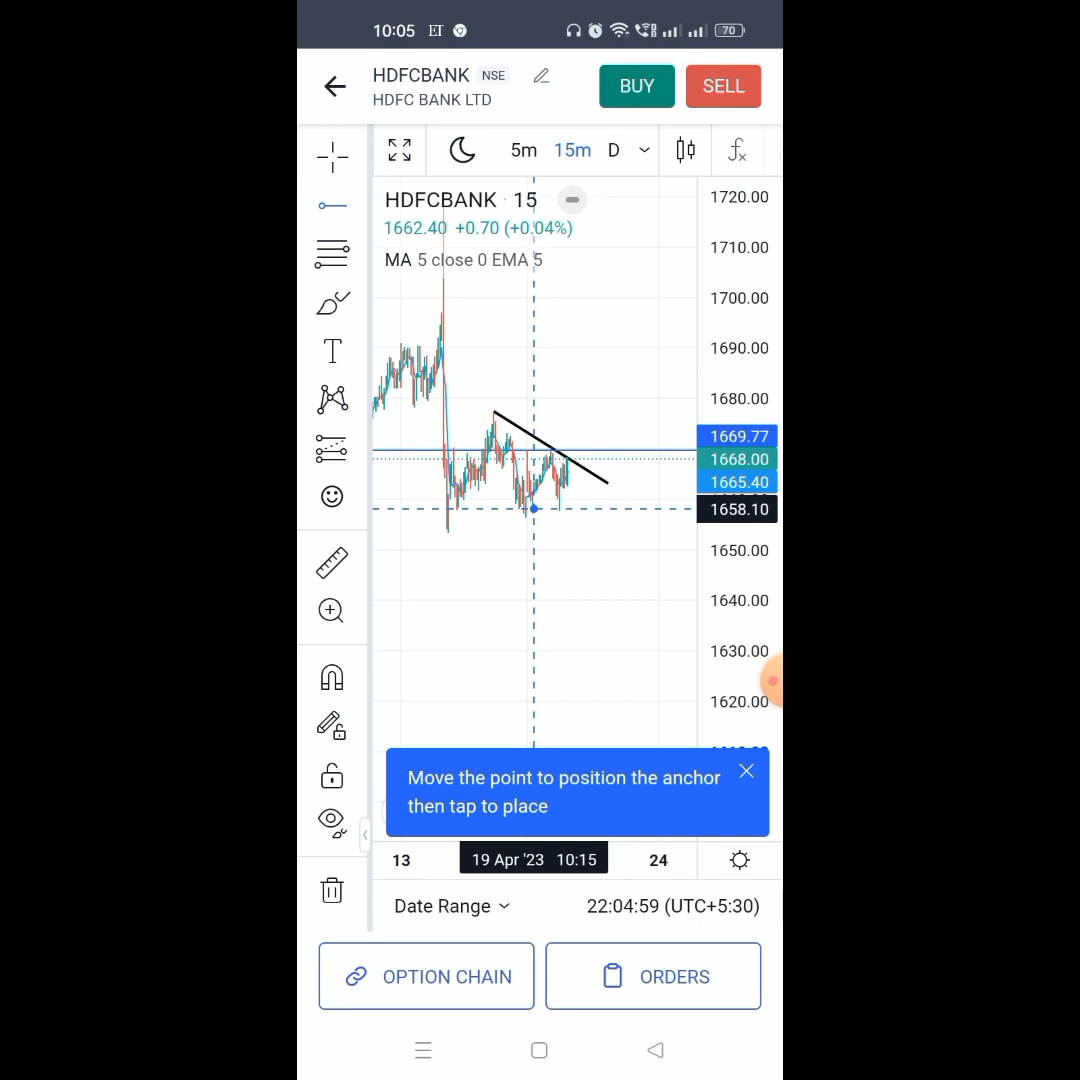 10:05 ET 70
HDFCBANK NSE
HDFC BANK LTD
BUY
SELL
5m 15m D
HDFCBANK · 15
1662.40 +0.70 (+0.04%)
MA 5 close 0 EMA 5
1720.00
1710.00
1700.00
1690.00
1680.00
1669.77
1668.00
1665.40
1658.10
1650.00
1640.00
1630.00
1620.00
Move the point to position the anchor
then tap to place
13 19 Apr '23 10:15 24
Date Range 22:04:59 (UTC+5:30)
OPTION CHAIN
ORDERS